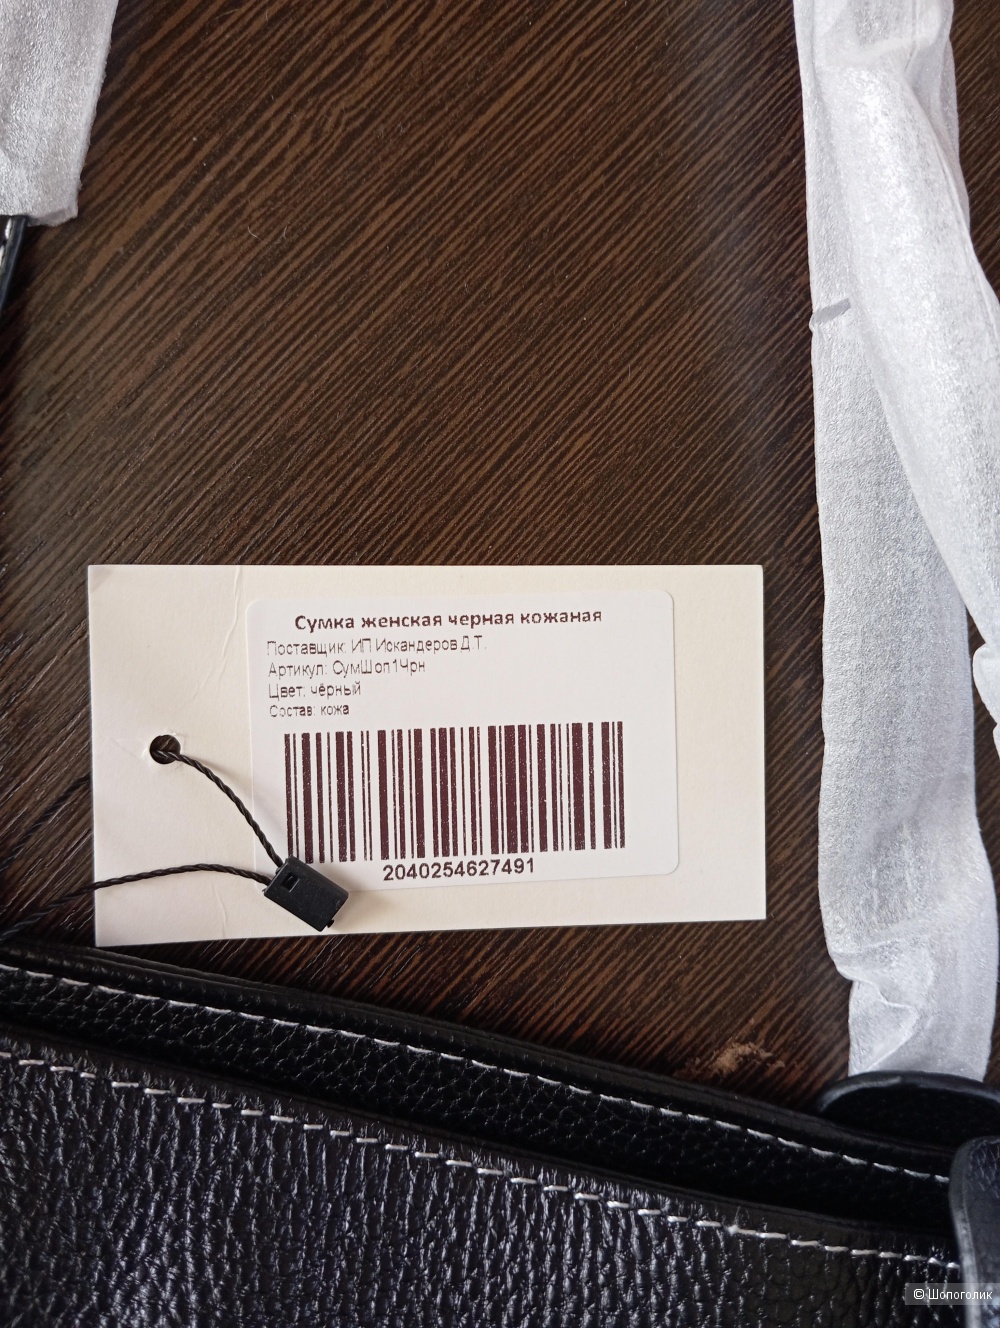 Сумка женская черная кожаная
Поставщик: ИП Искандеров Д.Т.
Артикул: СумШоп1Чрн
Цвет: чёрный
Состав: кожа
2040254627491
© Шопоголик